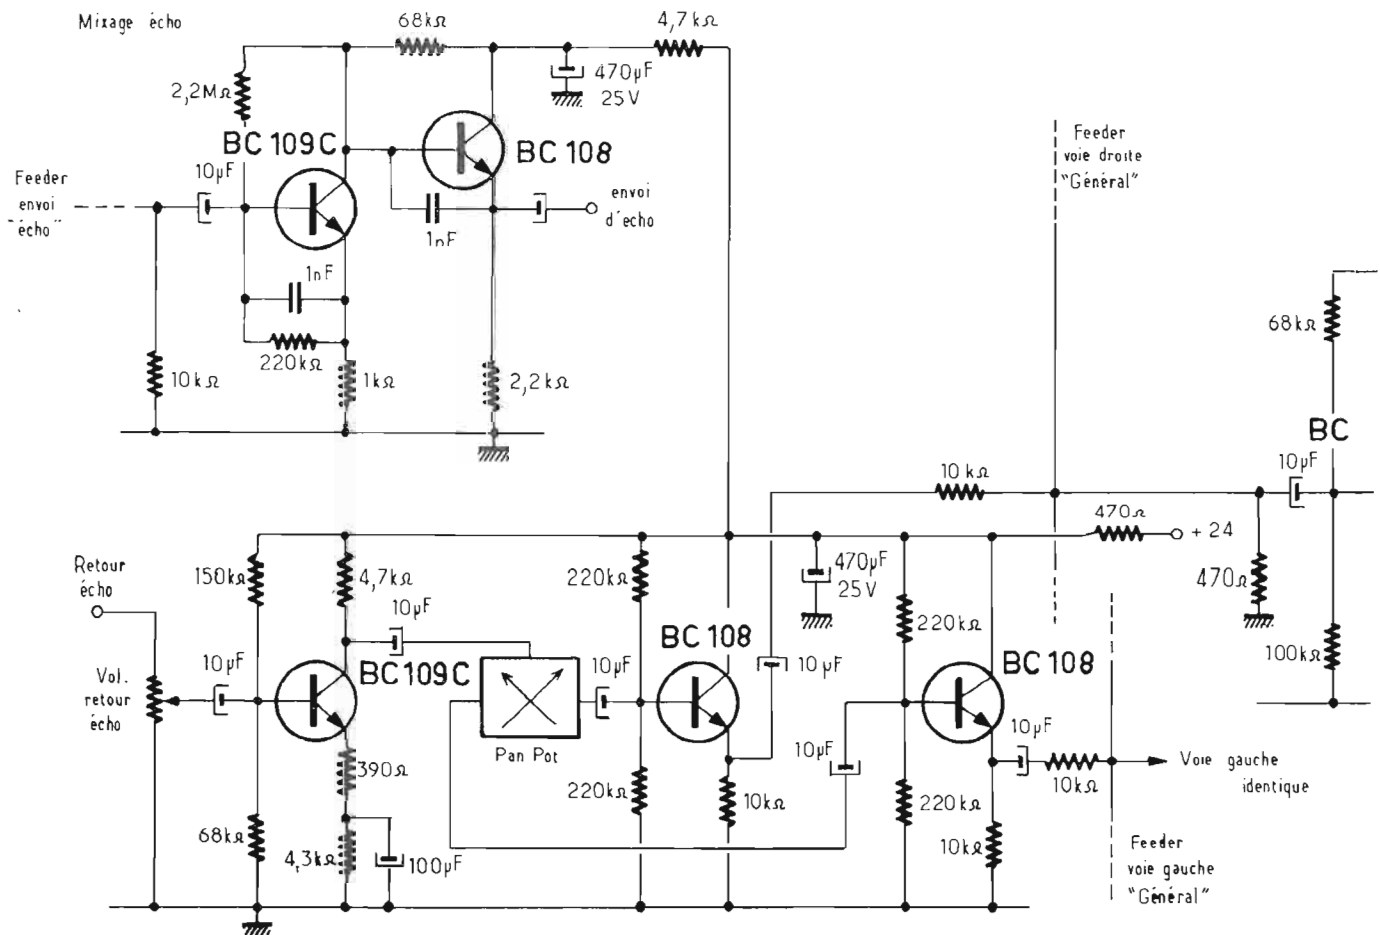 Mixage écho
68kΩ
4,7kΩ
2,2MΩ
470µF
25V
BC 109C
BC 108
10µF
Feeder
envoi
"écho"
envoi
d'echo
1nF
1nF
220kΩ
10kΩ
1kΩ
2,2kΩ
Feeder
voie droite
"Général"
68kΩ
BC
10µF
10kΩ
470Ω
+ 24
470Ω
100kΩ
Retour
écho
150kΩ
4,7kΩ
10µF
220kΩ
470µF
25V
220kΩ
BC 108
BC 108
BC109C
10µF
10µF
10µF
Vol.
retour
écho
Pan Pot
10µF
10µF
390Ω
220kΩ
10kΩ
220kΩ
10kΩ
Voie gauche
identique
68kΩ
4,3kΩ
100µF
10kΩ
Feeder
voie gauche
"Général"